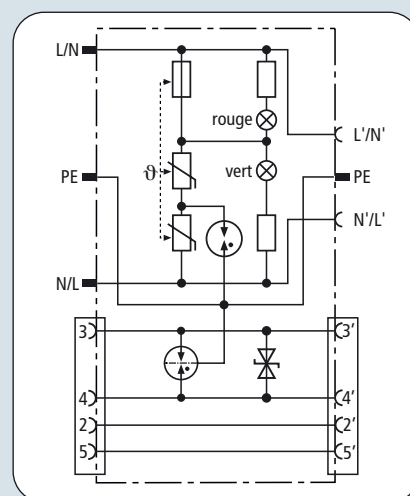 L/N
rouge
L'/N'
PE
ϑ
vert
PE
N'/L'
N/L
3
3'
4
4'
2
2'
5
5'